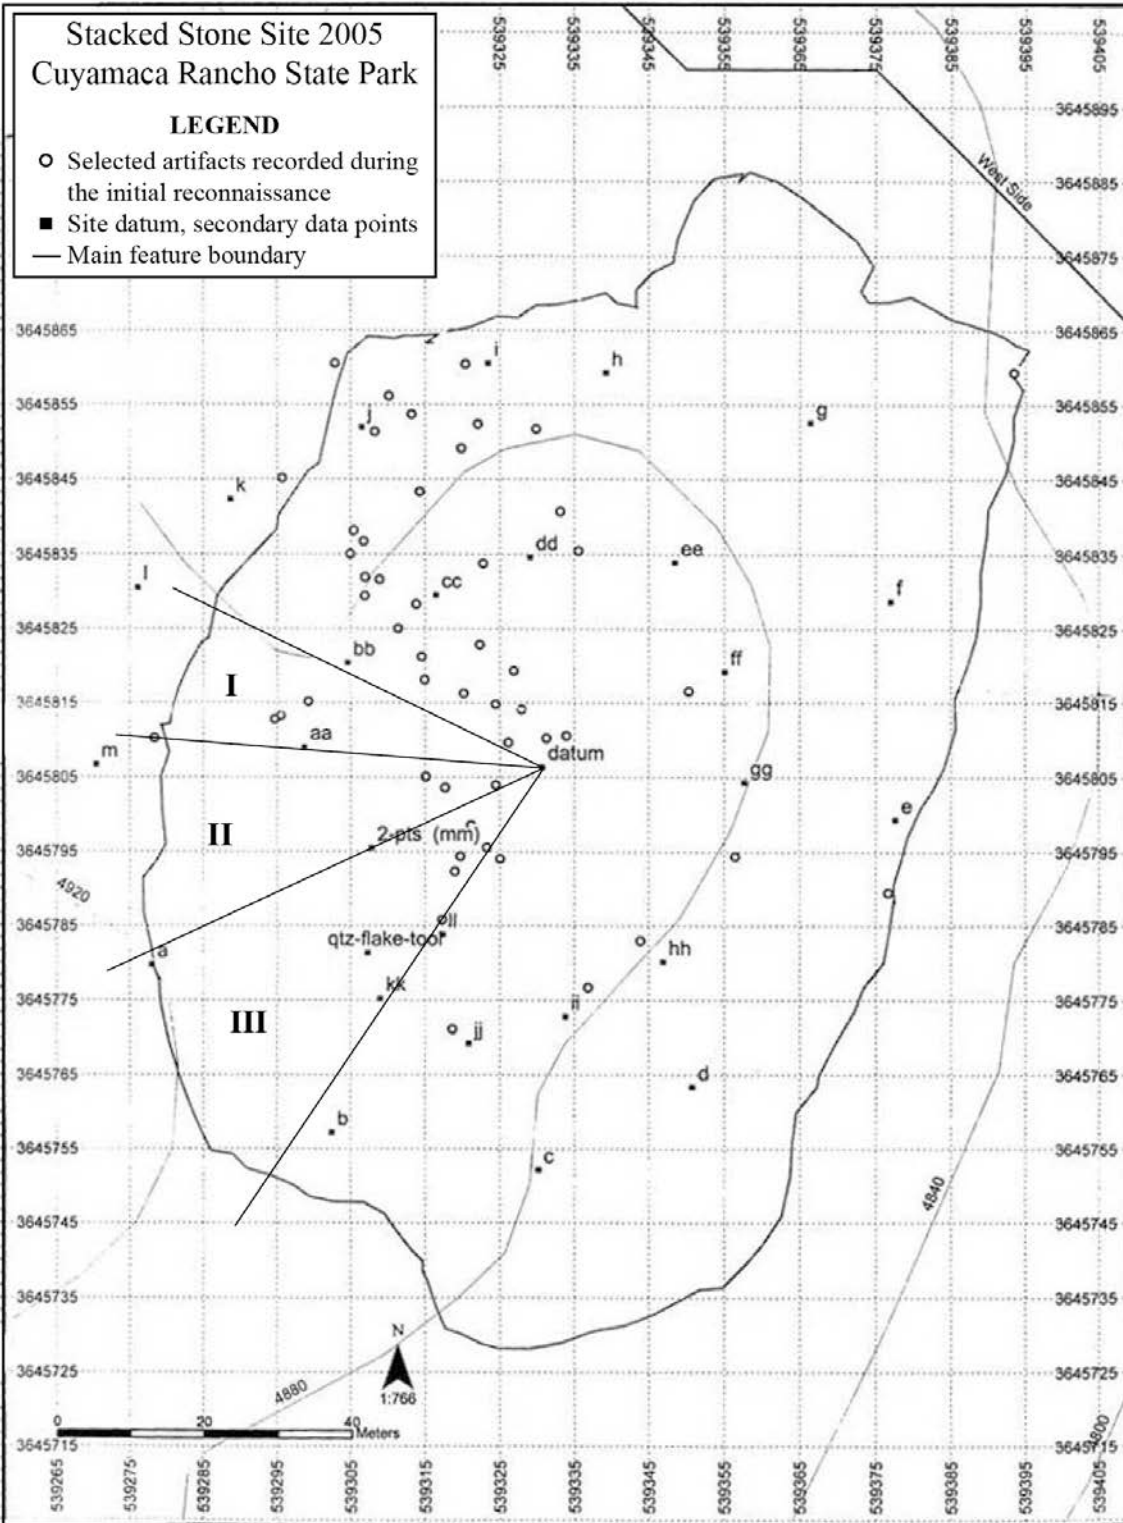 Stacked Stone Site 2005
Cuyamaca Rancho State Park
LEGEND
Selected artifacts recorded during
the initial reconnaissance
Site datum, secondary data points
Main feature boundary
539325
539335
539345
539355
539365
539375
539385
539395
539405
3645895
West Side
3645885
3645875
3645865
3645865
i
h
3645855
3645855
j
g
3645845
3645845
k
3645835
3645835
dd
ee
l
cc
f
3645825
3645825
bb
ff
I
3645815
3645815
aa
m
datum
3645805
3645805
gg
e
II
2-pts (mm)
3645795
3645795
4920
3645785
3645785
ll
qtz-flake-tool
a
hh
kk
3645775
3645775
III
ii
jj
3645765
3645765
d
b
3645755
3645755
c
4840
3645745
3645745
3645735
3645735
N
3645725
3645725
4880
1:766
0
20
40
Meters
3645715
3645715
4800
539265
539275
539285
539295
539305
539315
539325
539335
539345
539355
539365
539375
539385
539395
539405